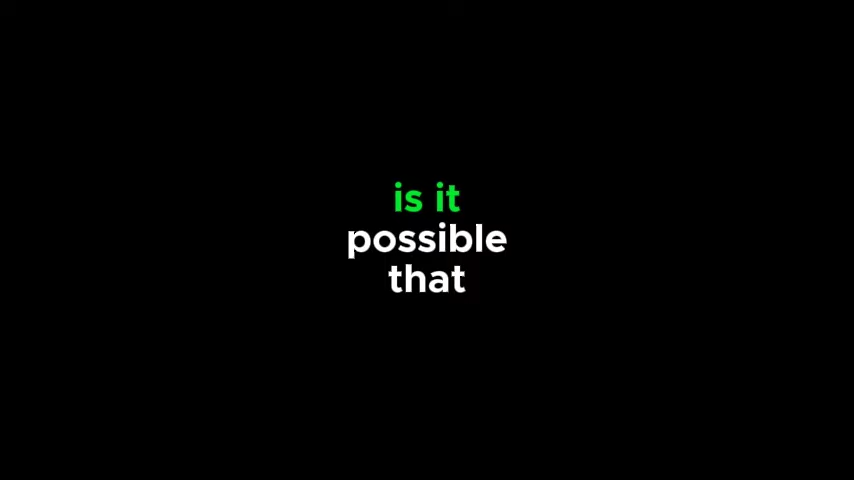 is it
possible
that